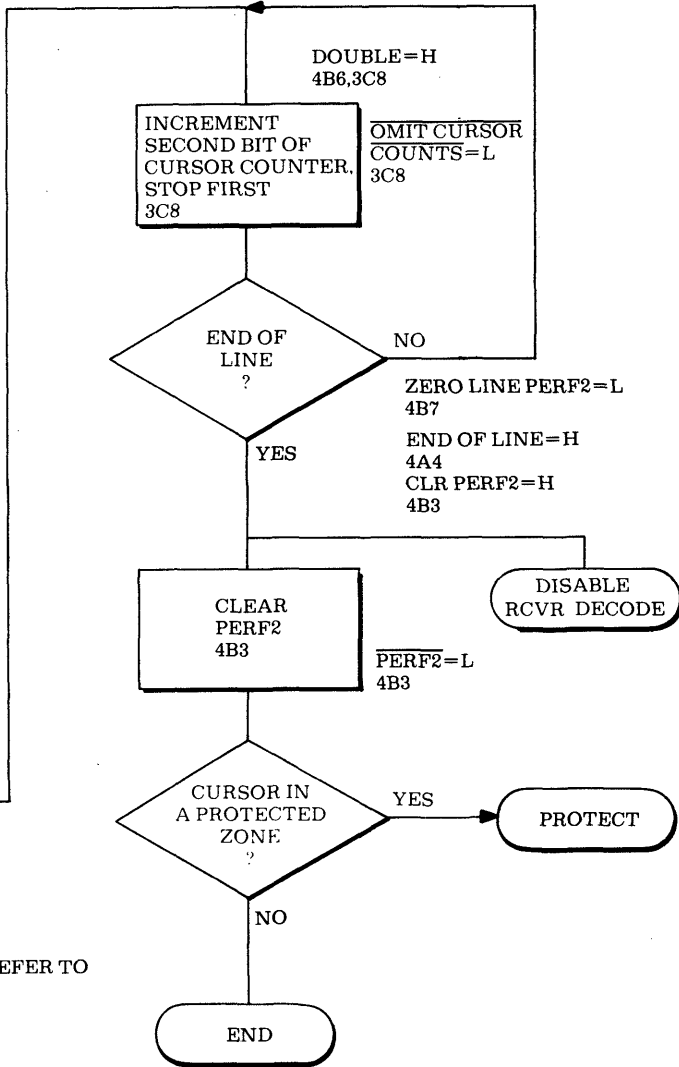 DOUBLE=H
4B6,3C8
INCREMENT
SECOND BIT OF
CURSOR COUNTER,
STOP FIRST
3C8
OMIT CURSOR
COUNTS=L
3C8
END OF
LINE
?
NO
ZERO LINE PERF2=L
4B7
END OF LINE=H
4A4
CLR PERF2=H
4B3
YES
DISABLE
RCVR DECODE
CLEAR
PERF2
4B3
PERF2=L
4B3
CURSOR IN
A PROTECTED
ZONE
?
YES
PROTECT
NO
EFER TO
END